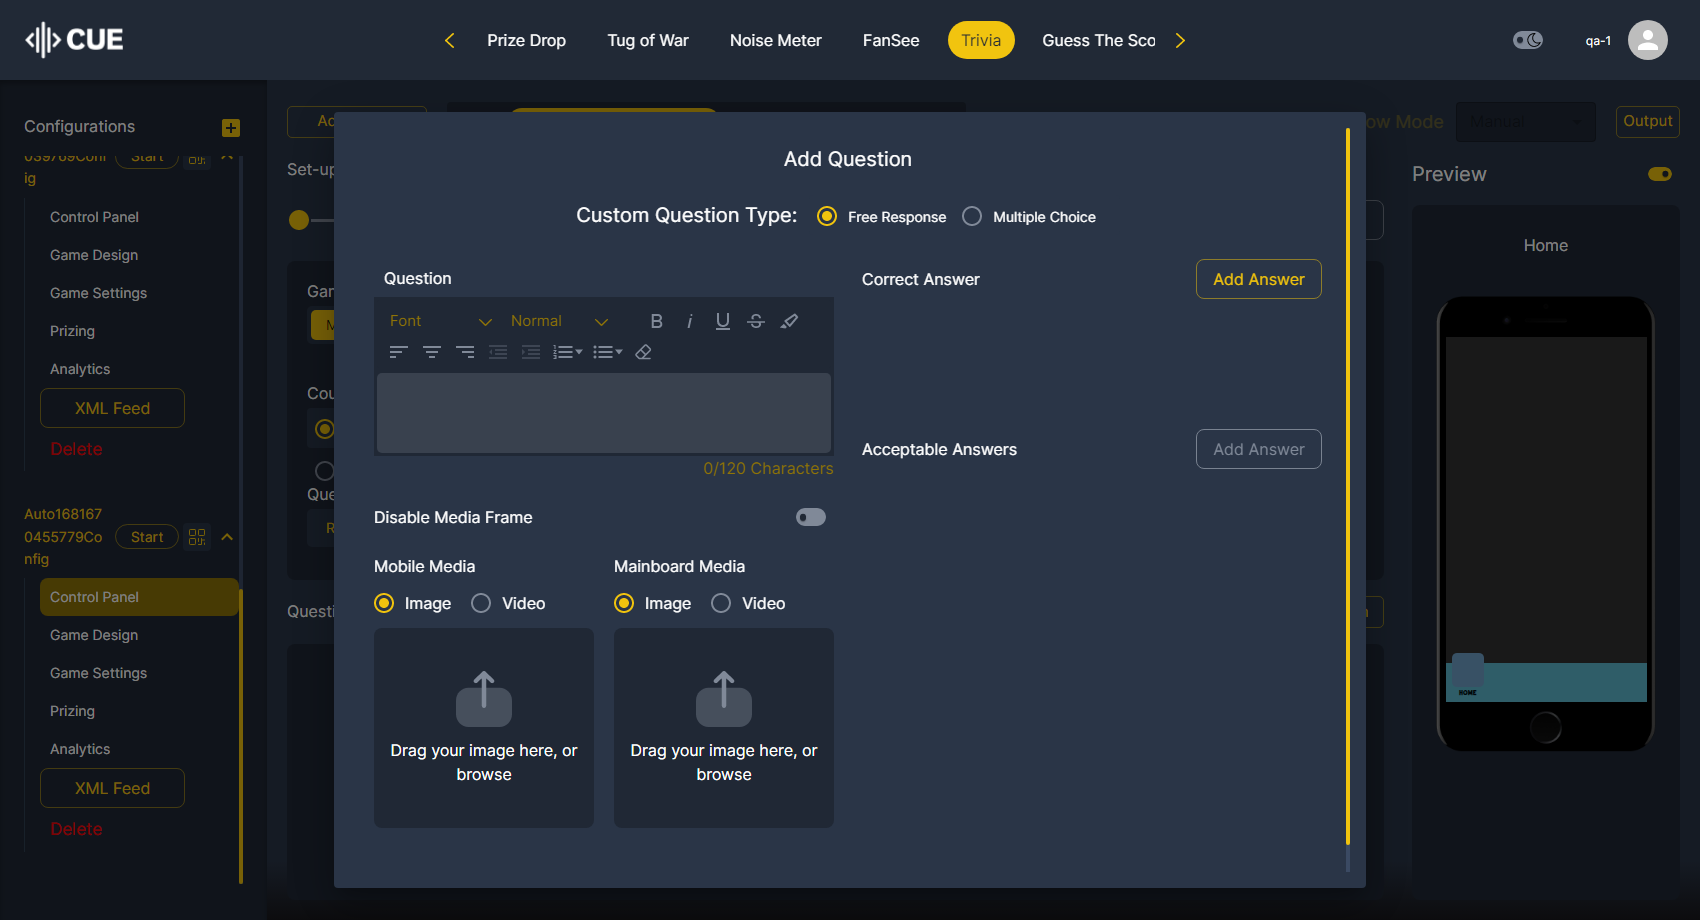 CUE
Prize Drop
Tug of War
Noise Meter
FanSee
Trivia
Guess The Sco
qa-1
Configurations
Start
ig
Control Panel
Game Design
Game Settings
Prizing
Analytics
XML Feed
Delete
Auto168167
0455779Co
nfig
Start
Control Panel
Game Design
Game Settings
Prizing
Analytics
XML Feed
Delete
Set-up
Gar
Cou
Que
Questi
Add Question
Custom Question Type:
Free Response
Multiple Choice
Question
Font
Normal
B
i
U
S
0/120 Characters
Correct Answer
Add Answer
Acceptable Answers
Add Answer
Disable Media Frame
Mobile Media
Image
Video
Drag your image here, or
browse
Mainboard Media
Image
Video
Drag your image here, or
browse
ow Mode
Manual
Output
Preview
Home
HOME